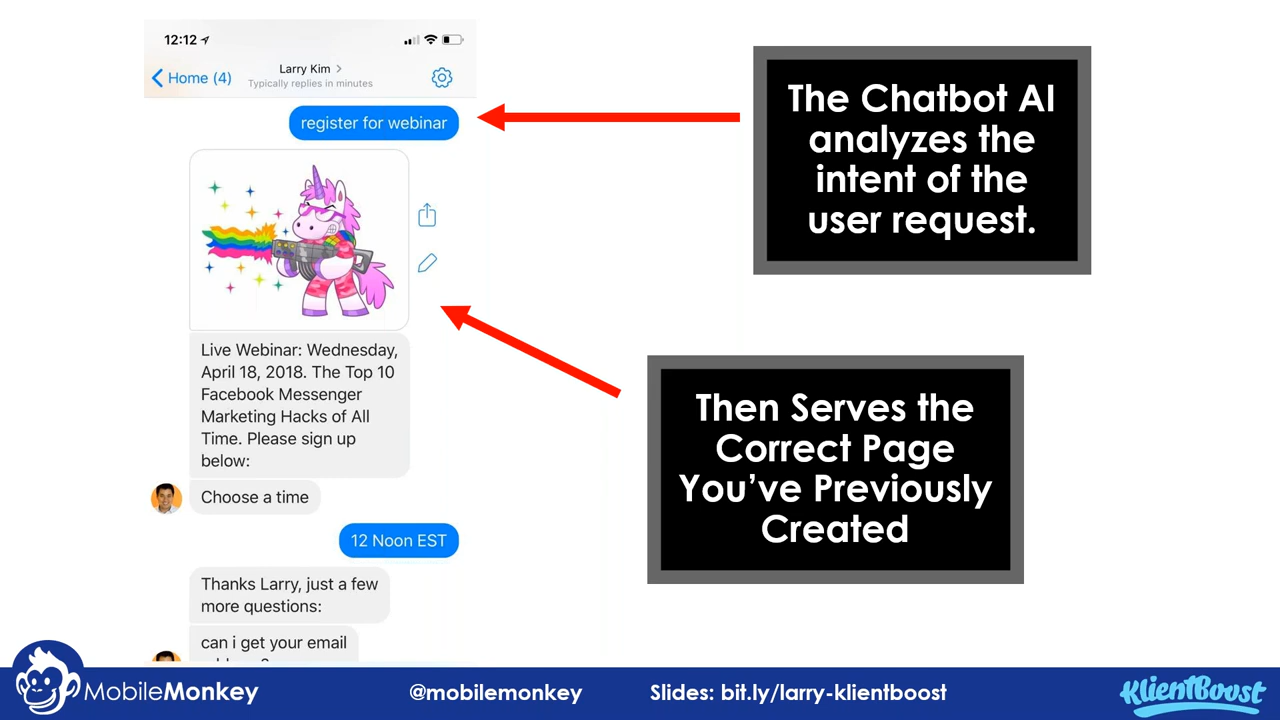 12:12
Home (4)
Larry Kim >
Typically replies in minutes
register for webinar
Live Webinar: Wednesday,
April 18, 2018. The Top 10
Facebook Messenger
Marketing Hacks of All
Time. Please sign up
below:
Choose a time
12 Noon EST
Thanks Larry, just a few
more questions:
can i get your email
The Chatbot AI
analyzes the
intent of the
user request.
Then Serves the
Correct Page
You’ve Previously
Created
MobileMonkey
@mobilemonkey
Slides: bit.ly/larry-klientboost
KlientBoost